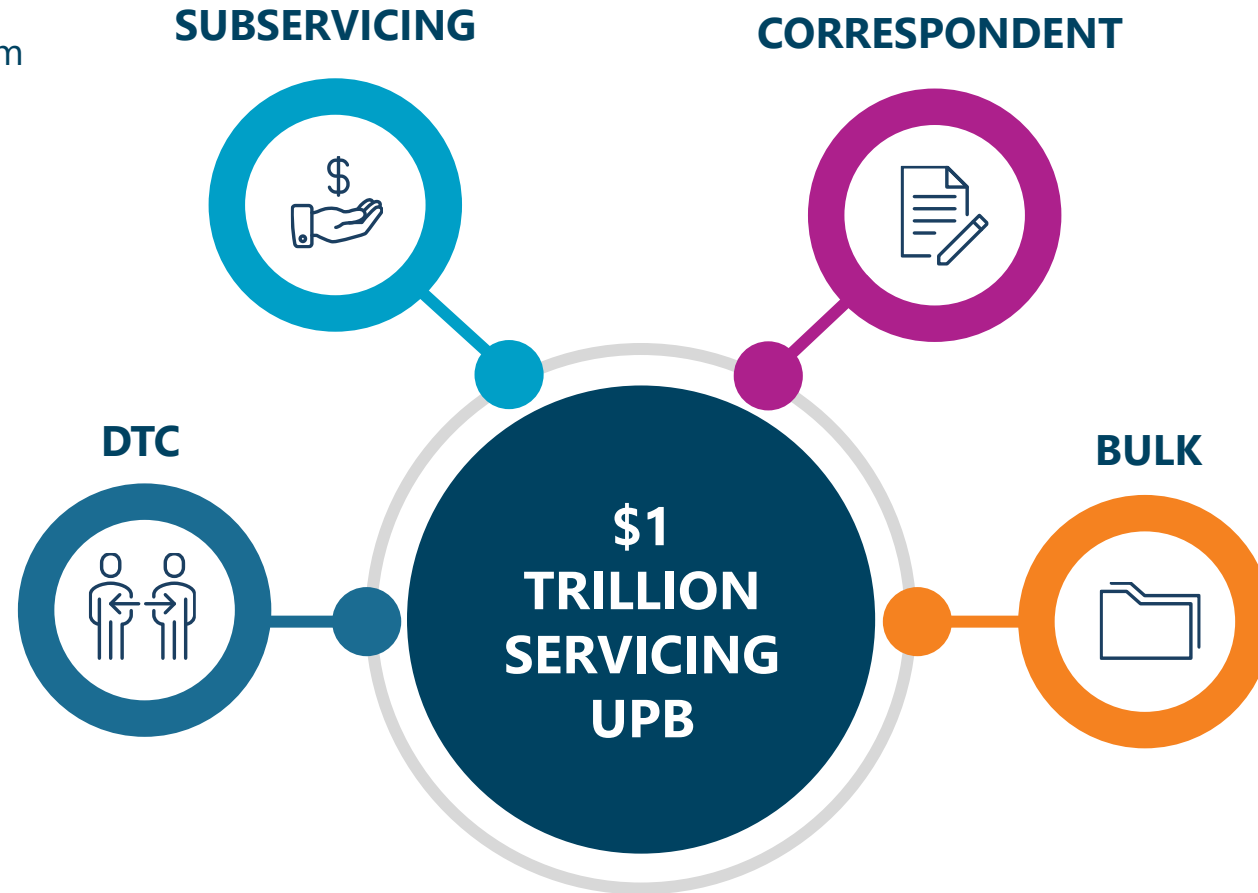 SUBSERVICING
CORRESPONDENT
m
DTC
BULK
$1
TRILLION
SERVICING
UPB
$